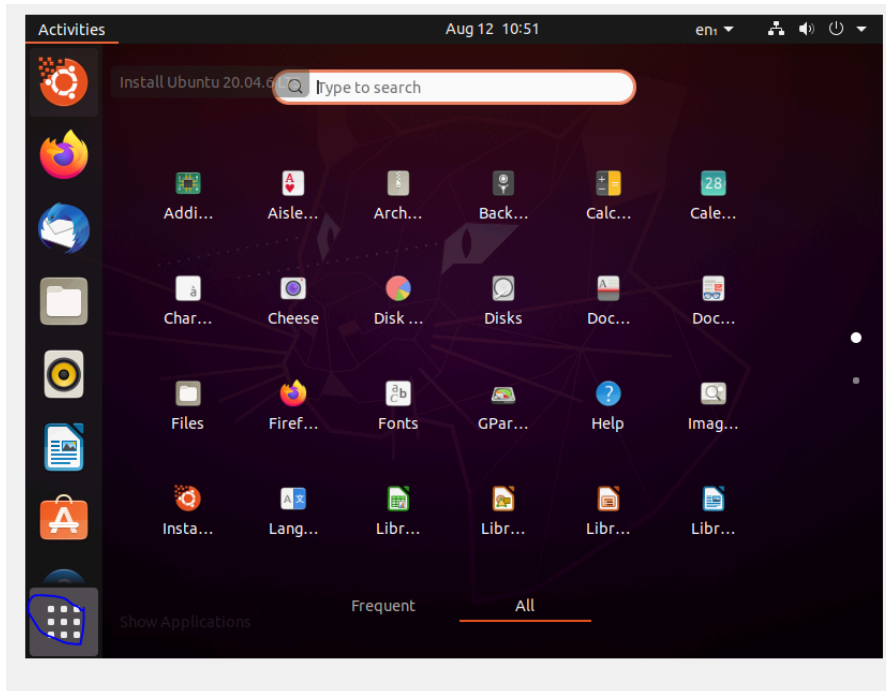 Activities Aug 12 10:51 en₁
Install Ubuntu 20.04.6
Type to search
Addi... Aisle... Arch... Back... Calc... Cale...
28
Char... Cheese Disk ... Disks Doc... Doc...
Files Firef... Fonts GPar... Help Imag...
Insta... Lang... Libr... Libr... Libr... Libr...
Frequent All
Show Applications